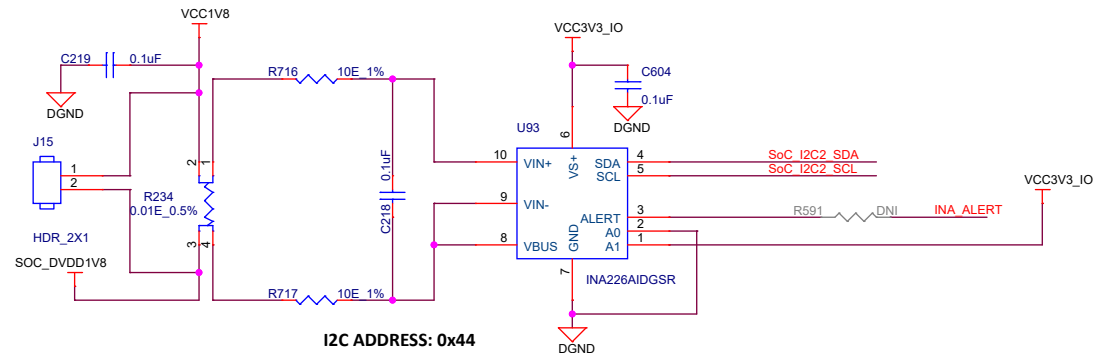 VCC1V8
VCC3V3_IO
C219
0.1uF
R716
10E_1%
C604
0.1uF
DGND
DGND
J15
U93
6
2
1
1
2
10
VIN+
VS+
SDA
4
SoC_I2C2_SDA
SCL
5
SoC_I2C2_SCL
VCC3V3_IO
0.1uF
C218
R234
0.01E_0.5%
9
VIN-
ALERT
3
R591
DNI
INA_ALERT
A0
2
HDR_2X1
3
4
8
VBUS
GND
A1
1
SOC_DVDD1V8
7
INA226AIDGSR
R717
10E_1%
I2C ADDRESS: 0x44
DGND